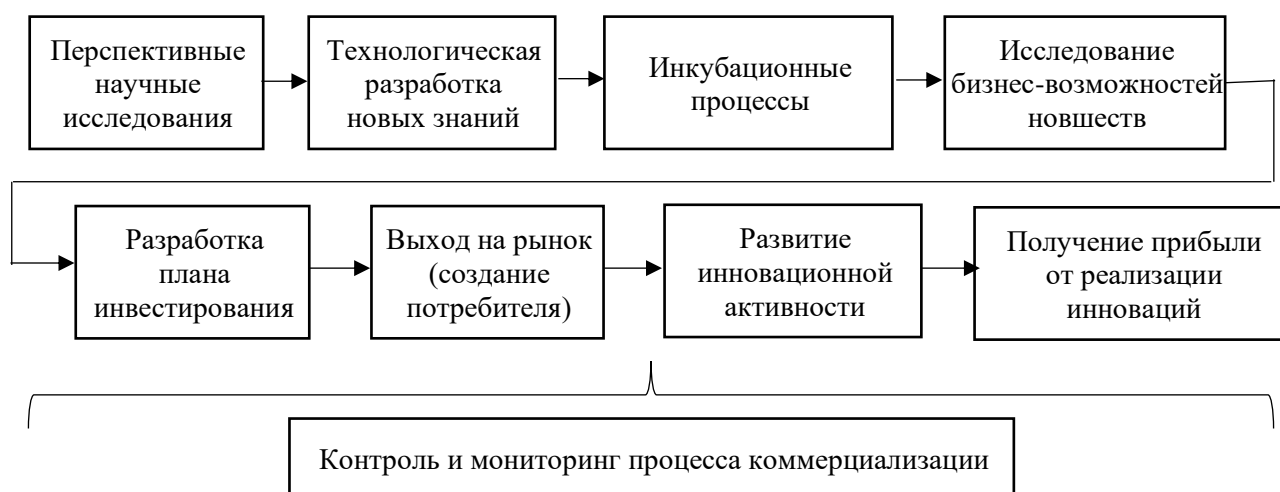 Перспективные
научные
исследования
Технологическая
разработка
новых знаний
Инкубационные
процессы
Исследование
бизнес-возможностей
новшеств
Разработка
плана
инвестирования
Выход на рынок
(создание
потребителя)
Развитие
инновационной
активности
Получение прибыли
от реализации
инноваций
Контроль и мониторинг процесса коммерциализации